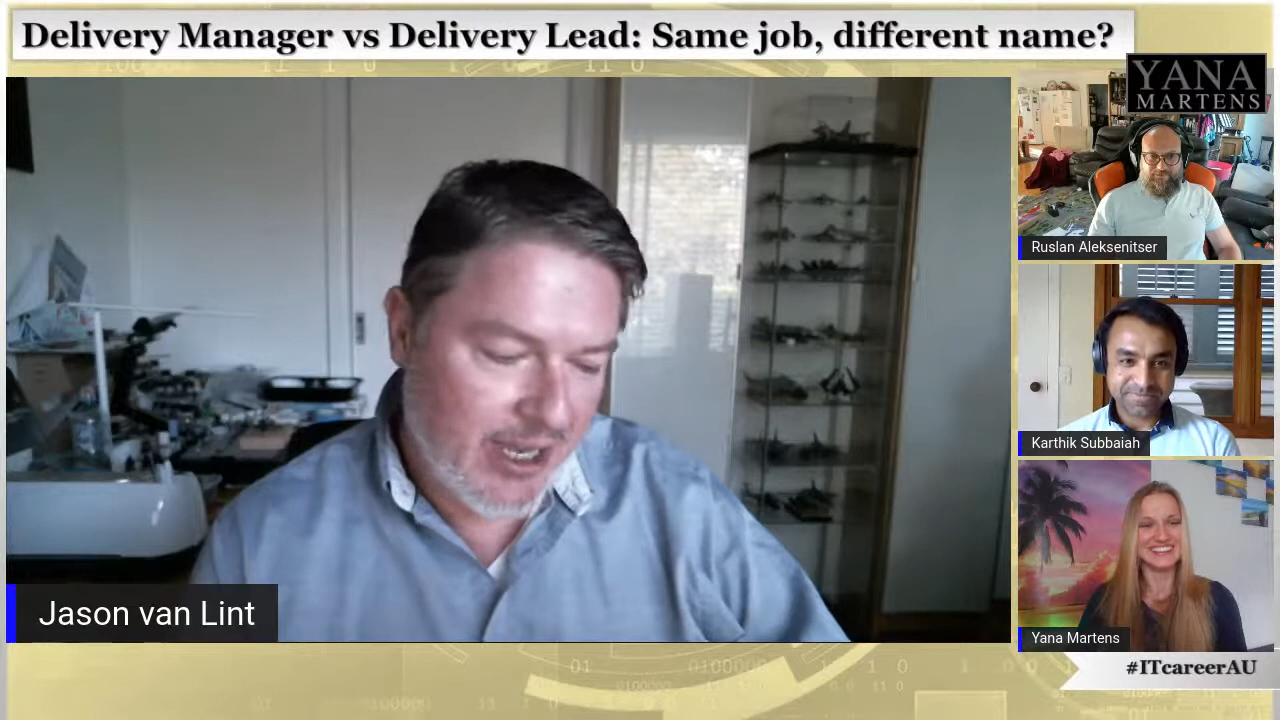 Delivery Manager vs Delivery Lead: Same job, different name?
YANA
MARTENS
Ruslan Aleksenitser
Karthik Subbaiah
Jason van Lint
Yana Martens
#ITcareerAU